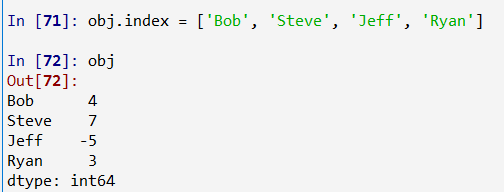 In [71]: obj.index = ['Bob', 'Steve', 'Jeff', 'Ryan']
In [72]: obj
Out[72]:
Bob      4
Steve    7
Jeff    -5
Ryan     3
dtype: int64